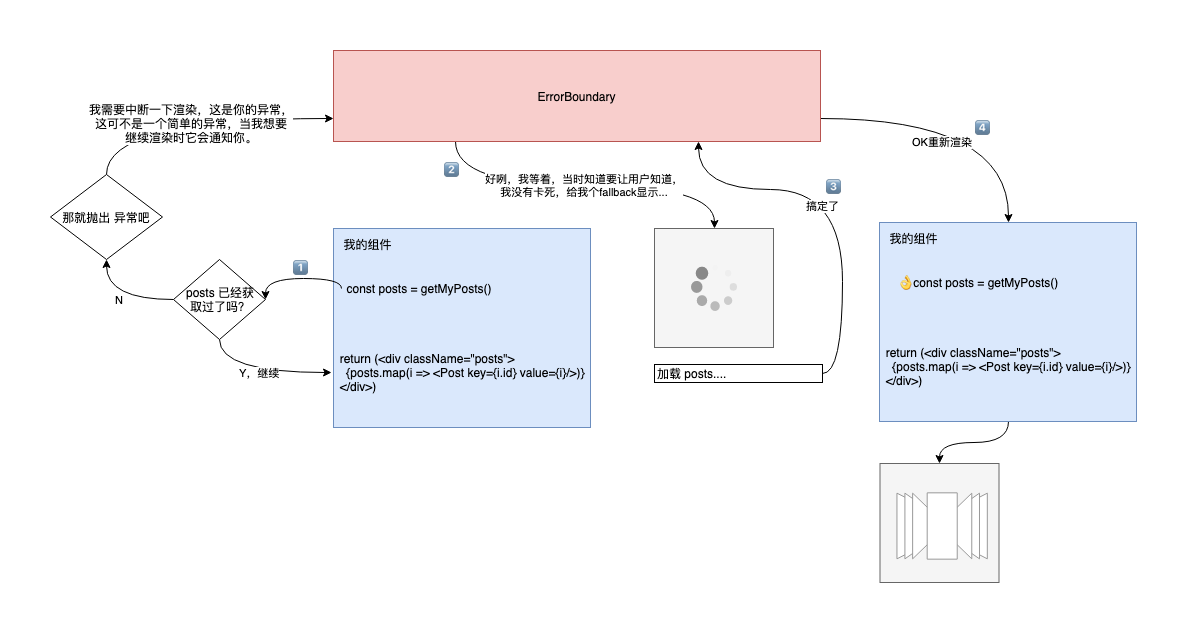 ErrorBoundary
我需要中断一下渲染，这是你的异常，
这可不是一个简单的异常，当我想要
继续渲染时它会通知你。
那就抛出 异常吧
N
posts 已经获
取过了吗?
Y，继续
1
我的组件
const posts = getMyPosts()
return (<div className="posts">
{posts.map(i => <Post key={i.id} value={i}/>)}
</div>)
2
好咧，我等着，当时知道要让用户知道，
我没有卡死，给我个fallback显示...
加载 posts....
3
搞定了
4
OK重新渲染
我的组件
👌const posts = getMyPosts()
return (<div className="posts">
{posts.map(i => <Post key={i.id} value={i}/>)}
</div>)